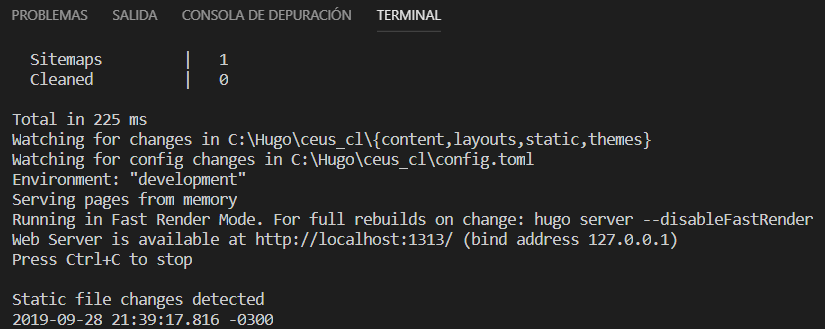 PROBLEMAS SALIDA CONSOLA DE DEPURACIÓN TERMINAL
Sitemaps | 1
Cleaned | 0
Total in 225 ms
Watching for changes in C:\Hugo\ceus_cl\{content,layouts,static,themes}
Watching for config changes in C:\Hugo\ceus_cl\config.toml
Environment: "development"
Serving pages from memory
Running in Fast Render Mode. For full rebuilds on change: hugo server --disableFastRender
Web Server is available at http://localhost:1313/ (bind address 127.0.0.1)
Press Ctrl+C to stop
Static file changes detected
2019-09-28 21:39:17.816 -0300